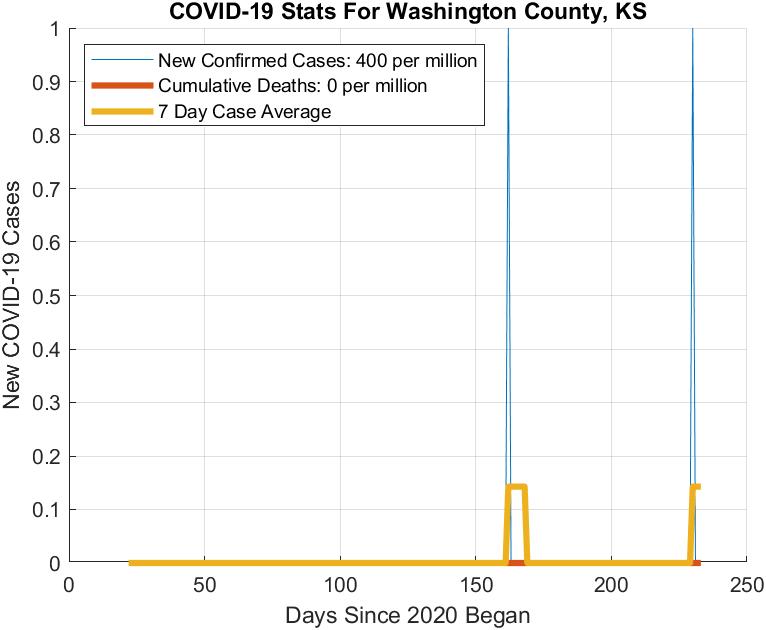 COVID-19 Stats For Washington County, KS
New Confirmed Cases: 400 per million
Cumulative Deaths: 0 per million
7 Day Case Average
New COVID-19 Cases
1
0.9
0.8
0.7
0.6
0.5
0.4
0.3
0.2
0.1
0
0 50 100 150 200 250
Days Since 2020 Began